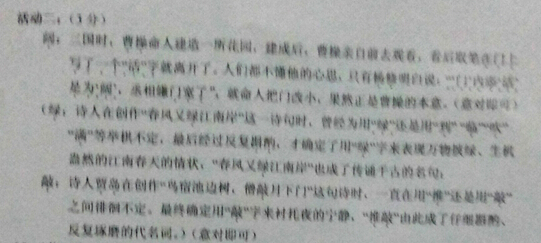 活动二：（3分）
阔：三国时，曹操命人建造一所花园，建成后，曹操亲自前去观看，看后取笔在门上
写了一个“活”字就离开了。人们都不懂他的心思，只有杨修明白说，“‘门’内添‘活’
是为‘阔’，丞相嫌门宽了”，就命人把门改小，果然正是曹操的本意。（意对即可）
（绿：诗人在创作“春风又绿江南岸”这一诗句时，曾经为用“绿”还是用“到”“临”“吹”
“满”等举棋不定，最后经过反复斟酌，才确定了用“绿”字来表现万物披绿、生机
盎然的江南春天的情状，“春风又绿江南岸”也成了传诵千古的名句；
敲：诗人贾岛在创作“鸟宿池边树，僧敲月下门”这句诗时，一直在用“推”还是用“敲”
之间徘徊不定，最终确定用“敲”字来衬托夜的宁静，“推敲”由此成了仔细斟酌、
反复琢磨的代名词。）（意对即可）